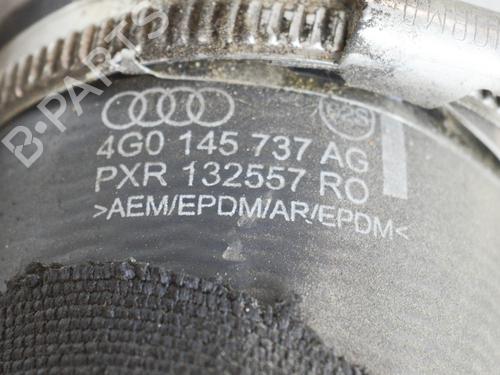 B-PARTS
4G0 145 737 AG
PXR 132557 RO
>AEM/EPDM/AR/EPDM<